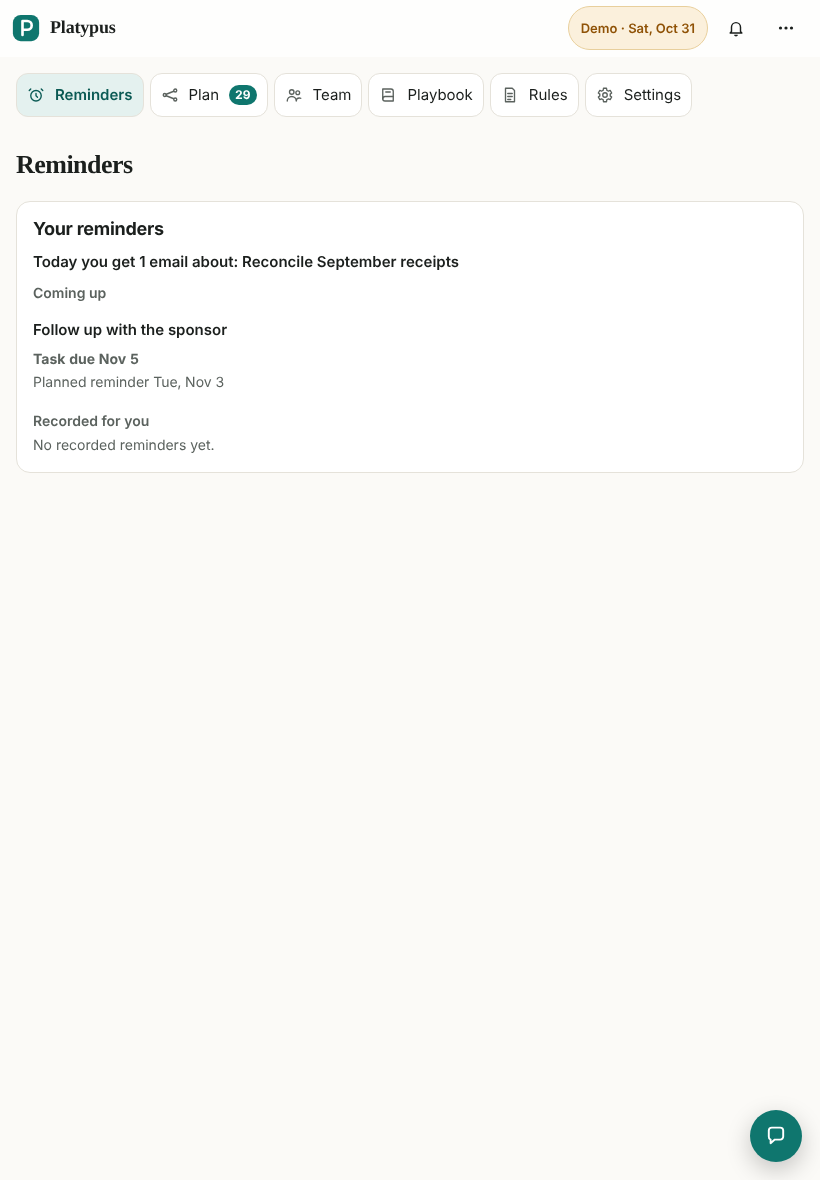 Platypus
Demo · Sat, Oct 31
Reminders
Plan 29
Team
Playbook
Rules
Settings
Reminders
Your reminders
Today you get 1 email about: Reconcile September receipts
Coming up
Follow up with the sponsor
Task due Nov 5
Planned reminder Tue, Nov 3
Recorded for you
No recorded reminders yet.